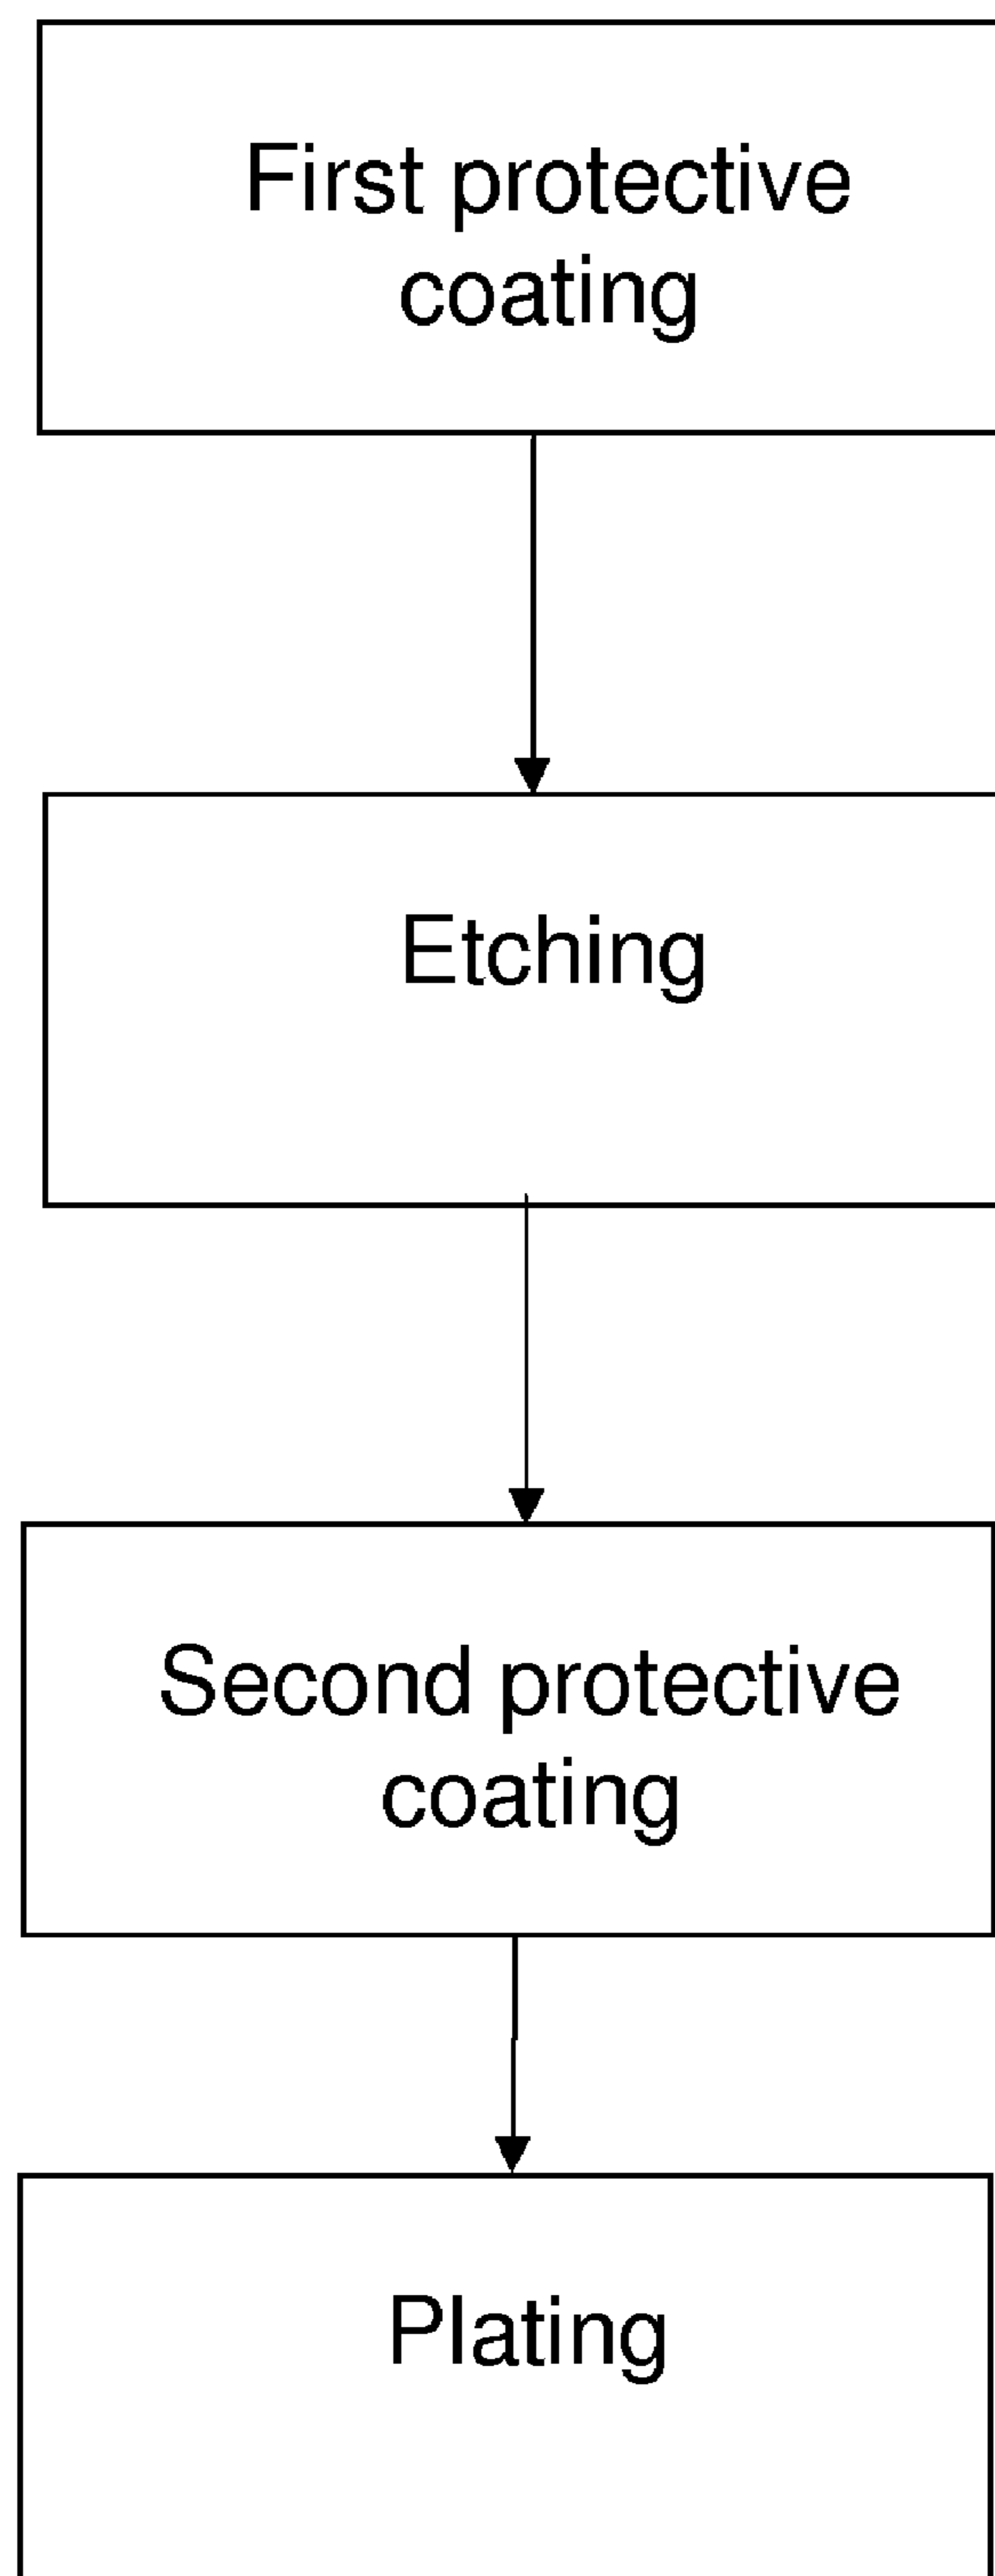 First protective
coating
Etching
Second protective
coating
Plating